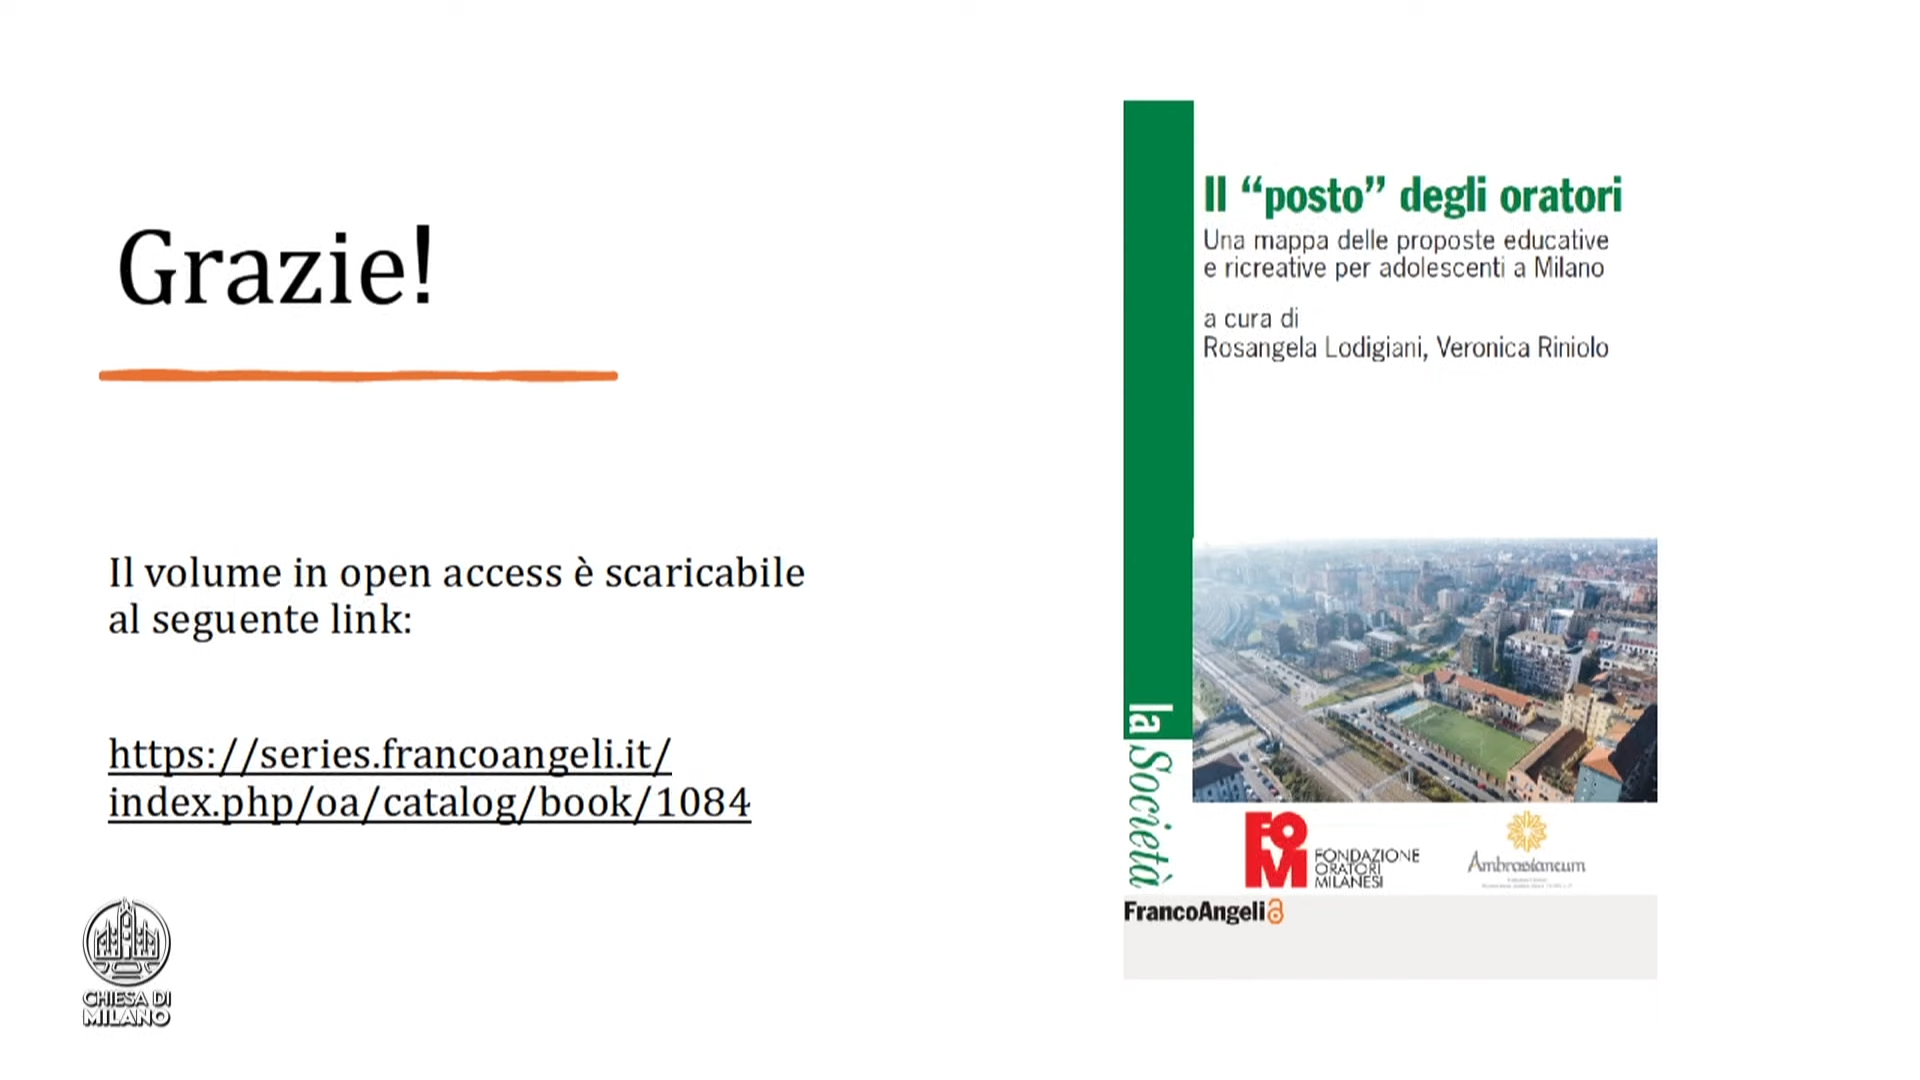 Grazie!
Il volume in open access è scaricabile
al seguente link:
https://series.francoangeli.it/
index.php/oa/catalog/book/1084
CHIESA DI
MILANO
Il “posto” degli oratori
Una mappa delle proposte educative
e ricreative per adolescenti a Milano
a cura di
Rosangela Lodigiani, Veronica Riniolo
la Società
FOM
FONDAZIONE
ORATORI
MILANESI
Ambrosianeum
FrancoAngeli